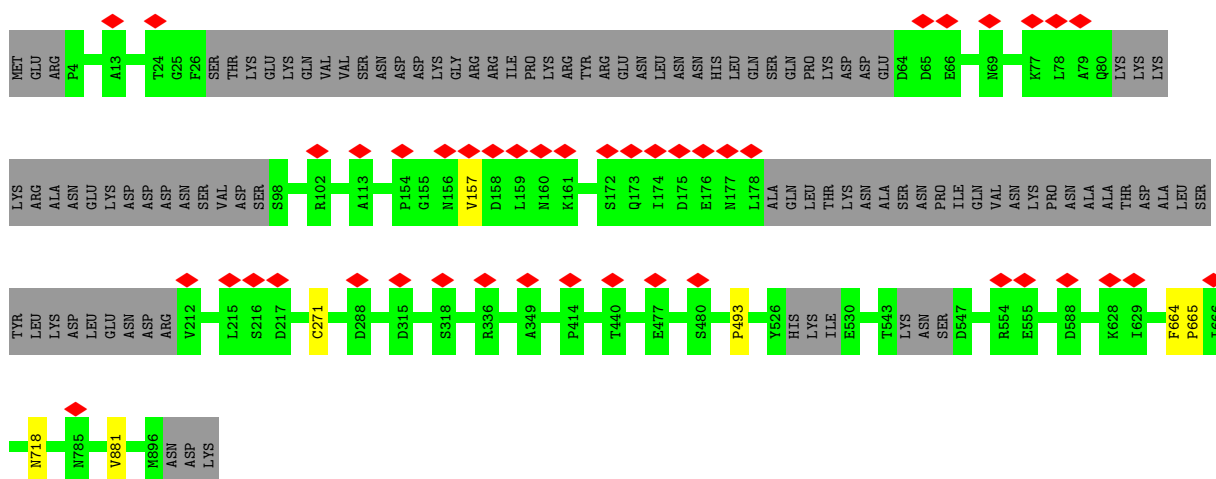 MET GLU ARG P4 A13 T24 G25 F26 SER THR LYS GLU LYS GLN VAL VAL SER ASN ASP ASP LYS GLY ARG ARG ILE PRO LYS ARG TYR ARG GLU ASN LEU ASN ASN HIS LEU GLN SER GLN PRO LYS ASP ASP GLU D64 D65 E66 N69 K77 L78 A79 Q80 LYS LYS LYS
LYS ARG ALA ASN GLU LYS ASP ASP ASP ASN SER VAL ASP SER S98 R102 A113 P154 G155 N156 V157 D158 L159 N160 K161 S172 Q173 I174 D175 E176 N177 L178 ALA GLN LEU THR LYS ASN ALA SER ASN PRO ILE GLN VAL ASN LYS PRO ASN ALA ALA THR ASP ALA LEU SER
TYR LEU LYS ASP LEU GLU ASN ASP ARG V212 L215 S216 D217 C271 D288 D315 S318 R336 A349 P414 T440 E477 S480 P493 Y526 HIS LYS ILE E530 T543 LYS ASN SER D547 R554 E555 D588 K628 I629 F664 P665 I666
N718 N785 V881 M896 ASN ASP LYS